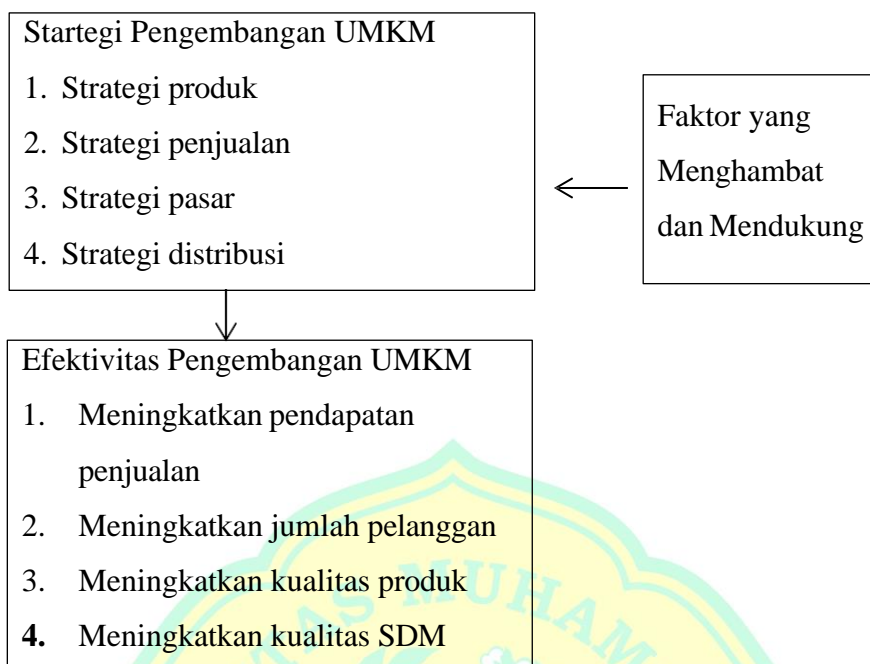 Startegi Pengembangan UMKM
1. Strategi produk
2. Strategi penjualan
3. Strategi pasar
4. Strategi distribusi
Faktor yang
Menghambat
dan Mendukung
Efektivitas Pengembangan UMKM
1. Meningkatkan pendapatan
penjualan
2. Meningkatkan jumlah pelanggan
3. Meningkatkan kualitas produk
4. Meningkatkan kualitas SDM